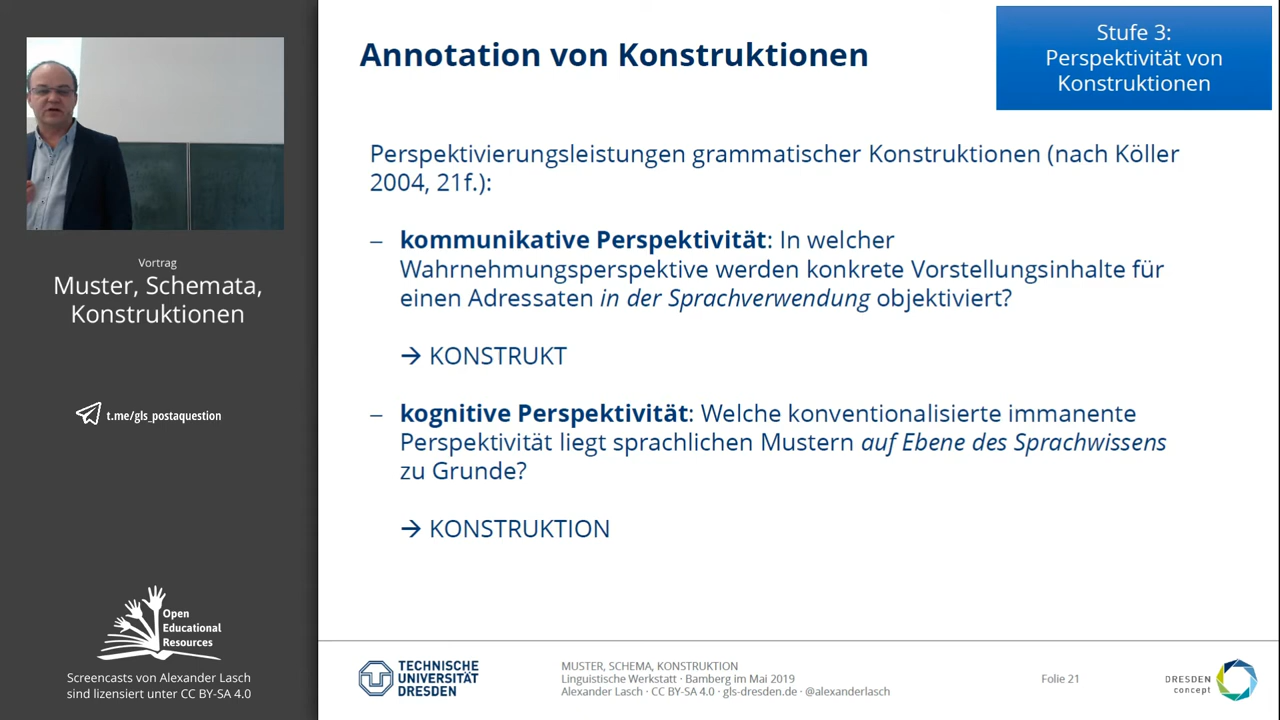 Annotation von Konstruktionen
Stufe 3:
Perspektivität von
Konstruktionen
Perspektivierungsleistungen grammatischer Konstruktionen (nach Köller
2004, 21f.):
– kommunikative Perspektivität: In welcher
Wahrnehmungsperspektive werden konkrete Vorstellungsinhalte für
einen Adressaten in der Sprachverwendung objektiviert?
→ KONSTRUKT
– kognitive Perspektivität: Welche konventionalisierte immanente
Perspektivität liegt sprachlichen Mustern auf Ebene des Sprachwissens
zu Grunde?
→ KONSTRUKTION
Vortrag
Muster, Schemata,
Konstruktionen
t.me/gls_postaquestion
Open
Educational
Resources
Screencasts von Alexander Lasch
sind lizensiert unter CC BY-SA 4.0
TECHNISCHE
UNIVERSITÄT
DRESDEN
MUSTER, SCHEMA, KONSTRUKTION
Linguistische Werkstatt · Bamberg im Mai 2019
Alexander Lasch · CC BY-SA 4.0 · gls-dresden.de · @alexanderlasch
Folie 21
DRESDEN
concept